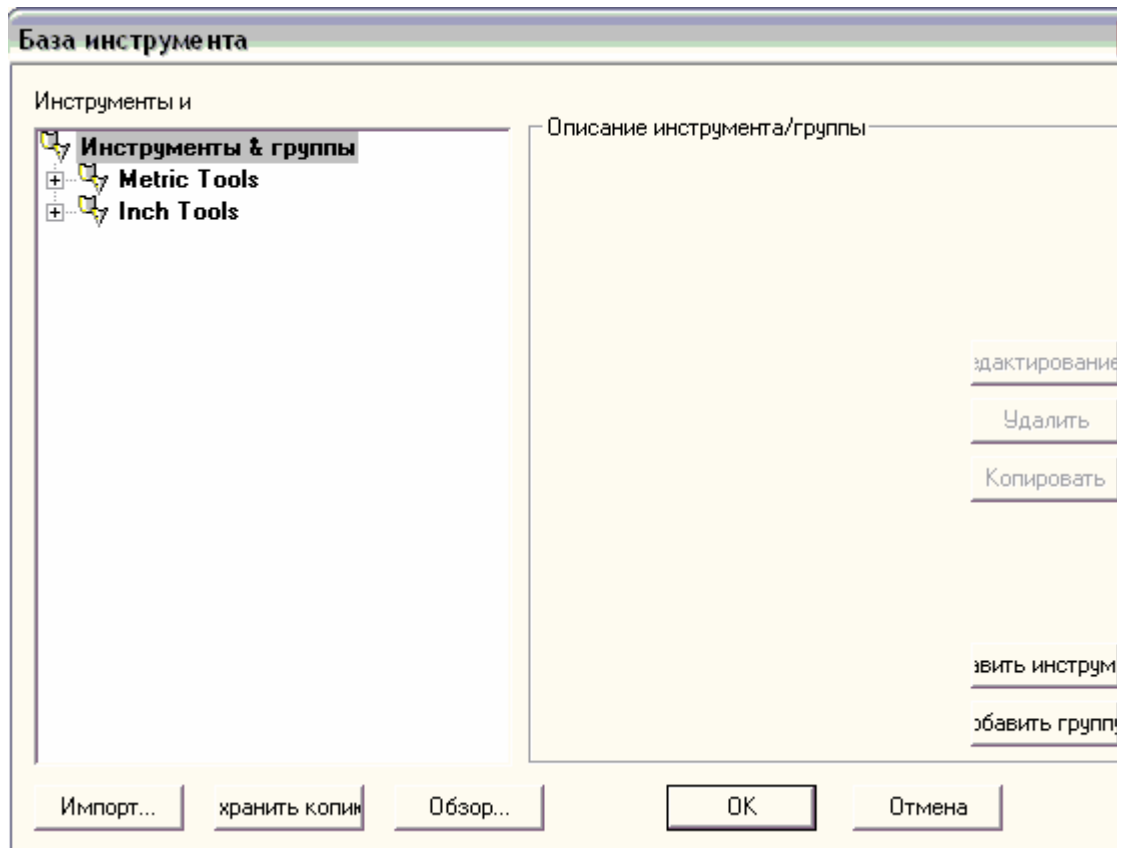 База инструмента
Инструменты и
Инструменты & группы
Metric Tools
Inch Tools
Описание инструмента/группы
едактирование
Удалить
Копировать
авить инструм
обавить групп
Импорт...
хранить копи
Обзор...
OK
Отмена